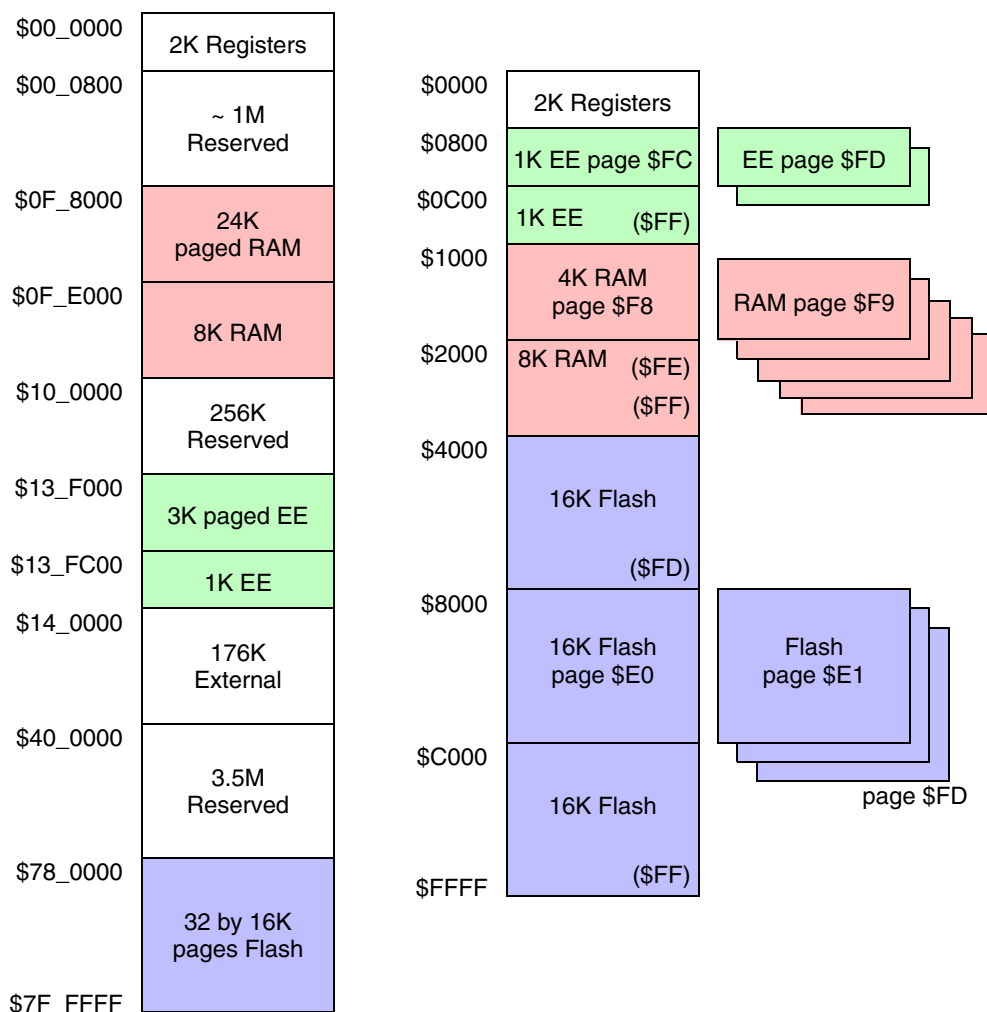 $00_0000
2K Registers
$00_0800
~ 1M
Reserved
$0F_8000
24K
paged RAM
$0F_E000
8K RAM
$10_0000
256K
Reserved
$13_F000
3K paged EE
$13_FC00
1K EE
$14_0000
176K
External
$40_0000
3.5M
Reserved
$78_0000
32 by 16K
pages Flash
$7F_FFFF
$0000
2K Registers
$0800
1K EE page $FC
EE page $FD
$0C00
1K EE ($FF)
$1000
4K RAM
page $F8
RAM page $F9
$2000
8K RAM ($FE)
($FF)
$4000
16K Flash
($FD)
$8000
16K Flash
page $E0
Flash
page $E1
page $FD
$C000
16K Flash
($FF)
$FFFF